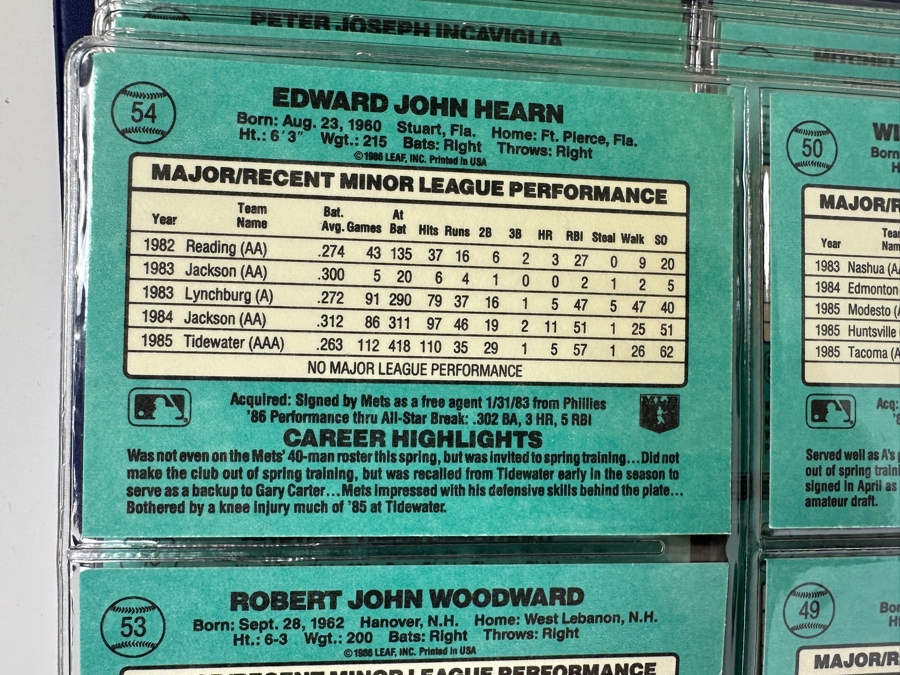 PETER JOSEPH INCAVIGLIA
54
EDWARD JOHN HEARN
Born: Aug. 23, 1960 Stuart, Fla. Home: Ft. Pierce, Fla.
Ht.: 6'3" Wgt.: 215 Bats: Right Throws: Right
©1986 LEAF, INC. Printed in USA
MAJOR/RECENT MINOR LEAGUE PERFORMANCE
Year Team Name Bat. Avg. Games At Bat Hits Runs 2B 3B HR RBI Steal Walk SO
1982 Reading (AA) .274 43 135 37 16 6 2 3 27 0 9 20
1983 Jackson (AA) .300 5 20 6 4 1 0 0 2 1 2 5
1983 Lynchburg (A) .272 91 290 79 37 16 1 5 47 5 47 40
1984 Jackson (AA) .312 86 311 97 46 19 2 11 51 1 25 51
1985 Tidewater (AAA) .263 112 418 110 35 29 1 5 57 1 26 62
NO MAJOR LEAGUE PERFORMANCE
Acquired: Signed by Mets as a free agent 1/31/83 from Phillies
'86 Performance thru All-Star Break: .302 BA, 3 HR, 5 RBI
CAREER HIGHLIGHTS
Was not even on the Mets' 40-man roster this spring, but was invited to spring training...Did not
make the club out of spring training, but was recalled from Tidewater early in the season to
serve as a backup to Gary Carter...Mets impressed with his defensive skills behind the plate...
Bothered by a knee injury much of '85 at Tidewater.
53
ROBERT JOHN WOODWARD
Born: Sept. 28, 1962 Hanover, N.H. Home: West Lebanon, N.H.
Ht.: 6-3 Wgt.: 200 Bats: Right Throws: Right
©1986 LEAF, INC. Printed in USA
MAJOR/RECENT MINOR LEAGUE PERFORMANCE
50
WI
Born
H
MAJOR/R
Year
1983 Nashua (AA
1984 Edmonton
1985 Modesto (A
1985 Huntsville
1985 Tacoma (A
Acq:
Served well as A's
out of spring traini
signed in April as
amateur draft.
49
Bor
Ht
MAJOR/R